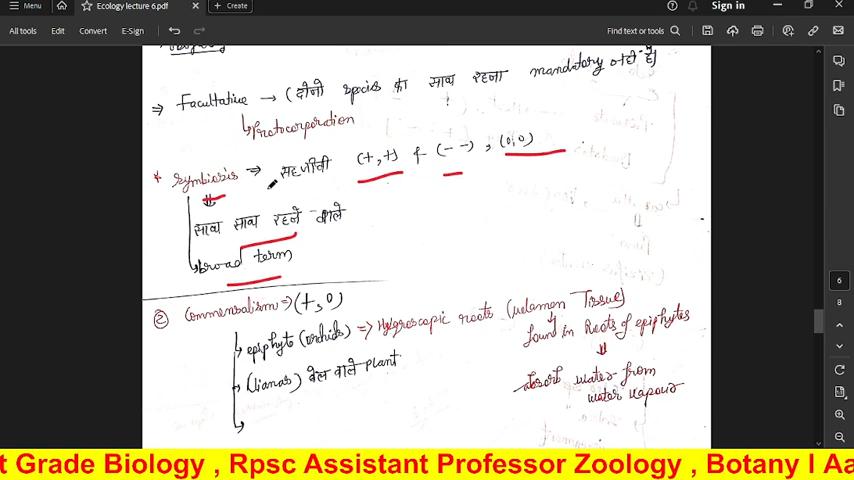 Menu
Ecology lecture 6.pdf
Create
Sign in
All tools Edit Convert E-Sign
Find text or tools
⇒ Facultative → (दोनो species का साथ रहना mandatory नही है)
↳Protocorportion
* Symbiosis ⇒ सहजीवी (+,+) + (- -) , (0,0)
साथ साथ रहने वाले
↳broad term
② Commensalism ⇒ (+, 0)
↳ epiphyte (orchids) ⇒ Hygroscopic roots (velamen Tissue)
found in Roots of epiphytes
↳ (lianas) बेल वाले plant
absorb water from
water vapour
6
8
t Grade Biology , Rpsc Assistant Professor Zoology , Botany I Aa